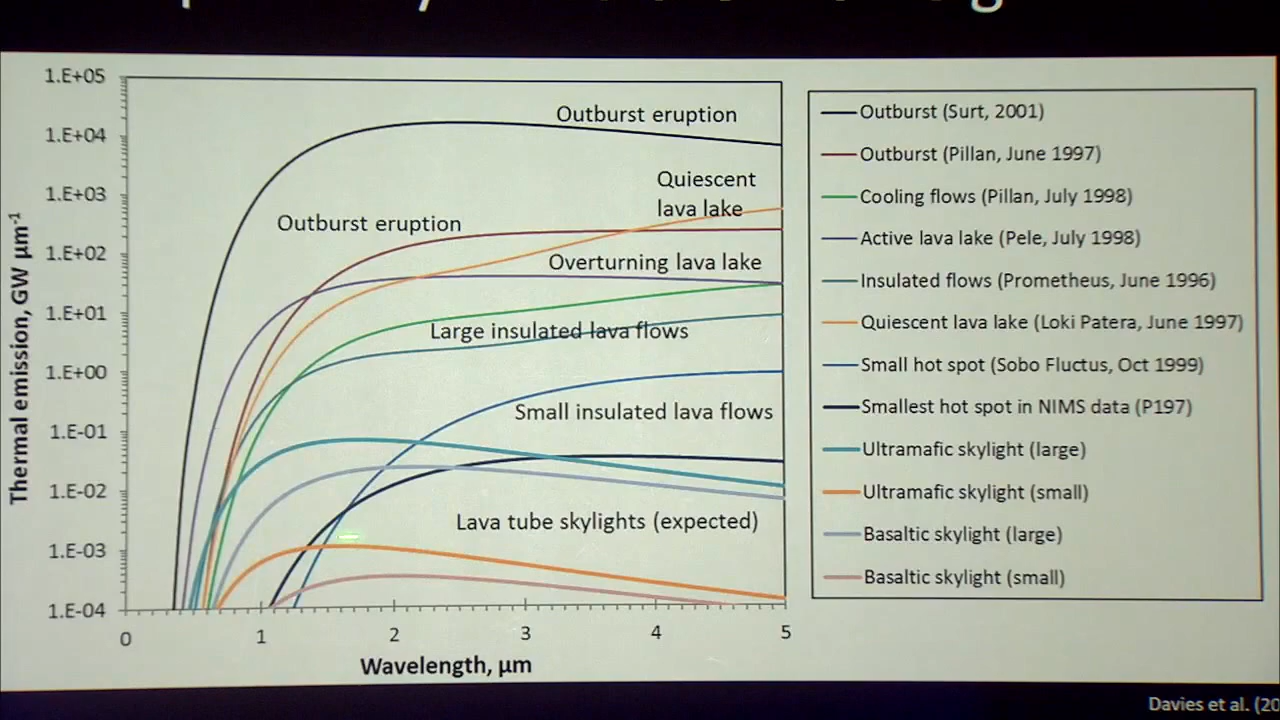 1.E+05
1.E+04
1.E+03
1.E+02
1.E+01
1.E+00
1.E-01
1.E-02
1.E-03
1.E-04
Thermal emission, GW µm-1
0 1 2 3 4 5
Wavelength, µm
Outburst eruption
Quiescent
lava lake
Outburst eruption
Overturning lava lake
Large insulated lava flows
Small insulated lava flows
Lava tube skylights (expected)
Outburst (Surt, 2001)
Outburst (Pillan, June 1997)
Cooling flows (Pillan, July 1998)
Active lava lake (Pele, July 1998)
Insulated flows (Prometheus, June 1996)
Quiescent lava lake (Loki Patera, June 1997)
Small hot spot (Sobo Fluctus, Oct 1999)
Smallest hot spot in NIMS data (P197)
Ultramafic skylight (large)
Ultramafic skylight (small)
Basaltic skylight (large)
Basaltic skylight (small)
Davies et al. (20